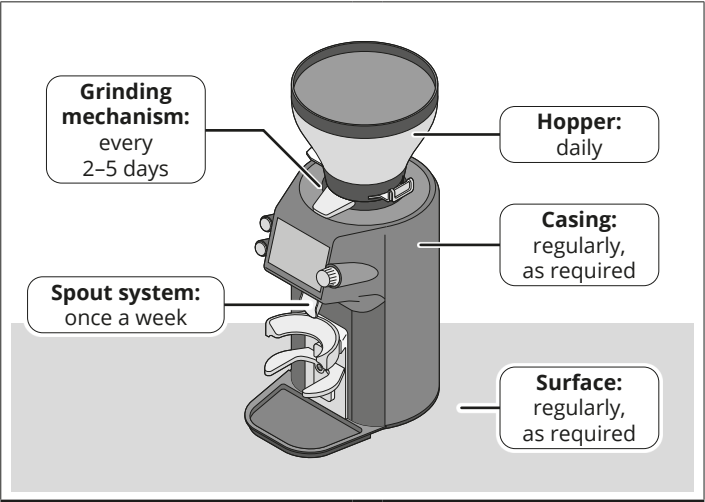 Grinding
mechanism:
every
2–5 days
Hopper:
daily
Casing:
regularly,
as required
Spout system:
once a week
Surface:
regularly,
as required